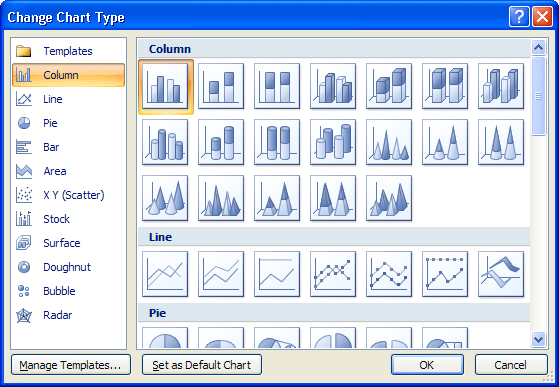 Change Chart Type
Templates
Column
Line
Pie
Bar
Area
X Y (Scatter)
Stock
Surface
Doughnut
Bubble
Radar
Column
Line
Pie
Manage Templates...
Set as Default Chart
OK
Cancel